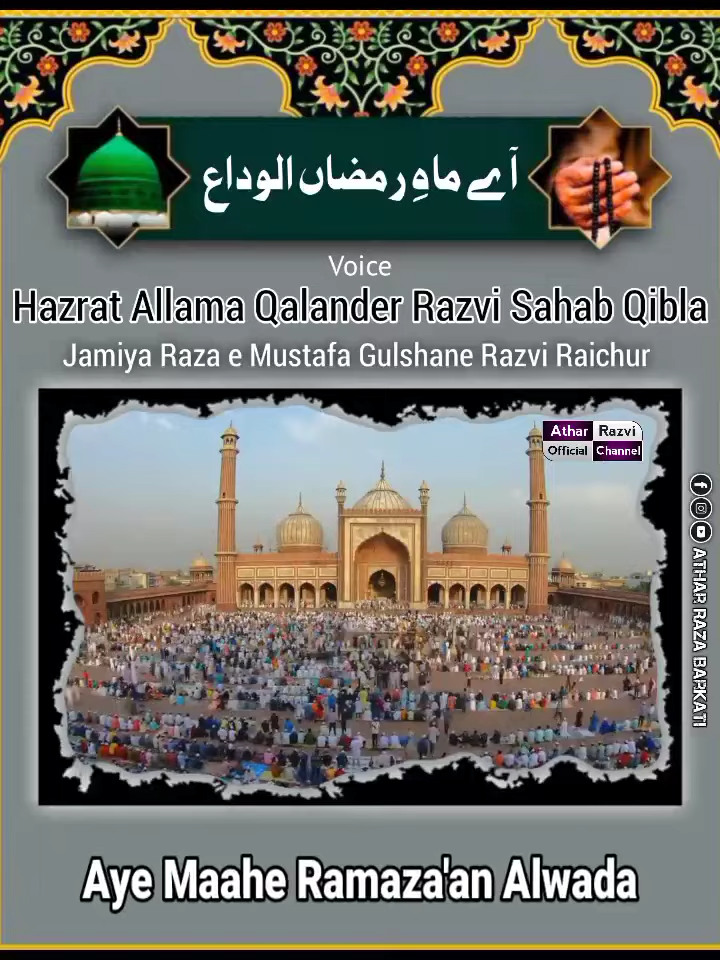 آے ماہِ رمضاں الوداع
Voice
Hazrat Allama Qalander Razvi Sahab Qibla
Jamiya Raza e Mustafa Gulshane Razvi Raichur
Athar Razvi
Official Channel
ATHAR RAZA BARKATI
Aye Maahe Ramaza'an Alwada